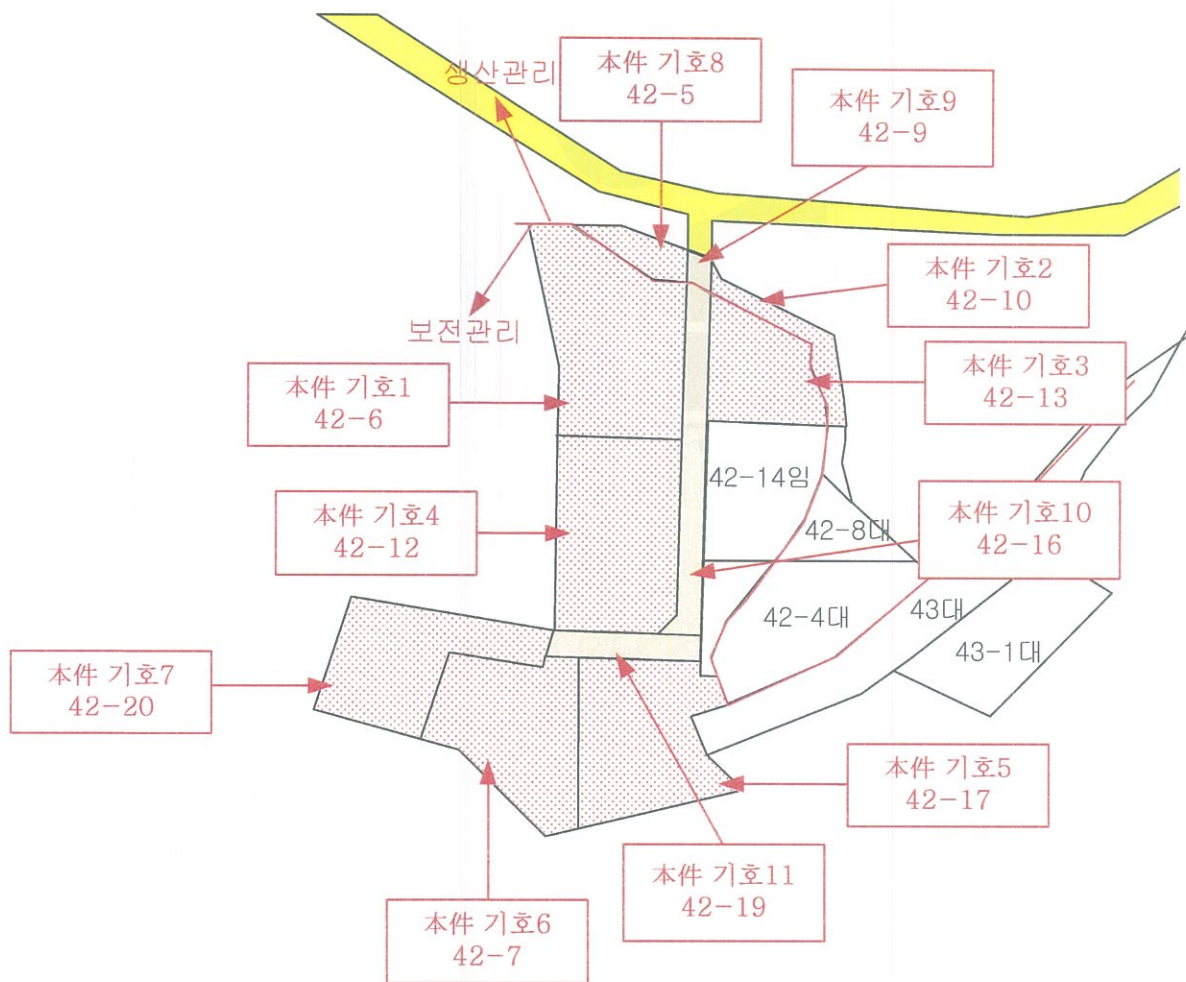 생산관리
本件 기호8
42-5
本件 기호9
42-9
本件 기호2
42-10
보전관리
本件 기호1
42-6
本件 기호3
42-13
42-14임
本件 기호4
42-12
42-8대
本件 기호10
42-16
42-4대
43대
43-1대
本件 기호7
42-20
本件 기호5
42-17
本件 기호11
42-19
本件 기호6
42-7